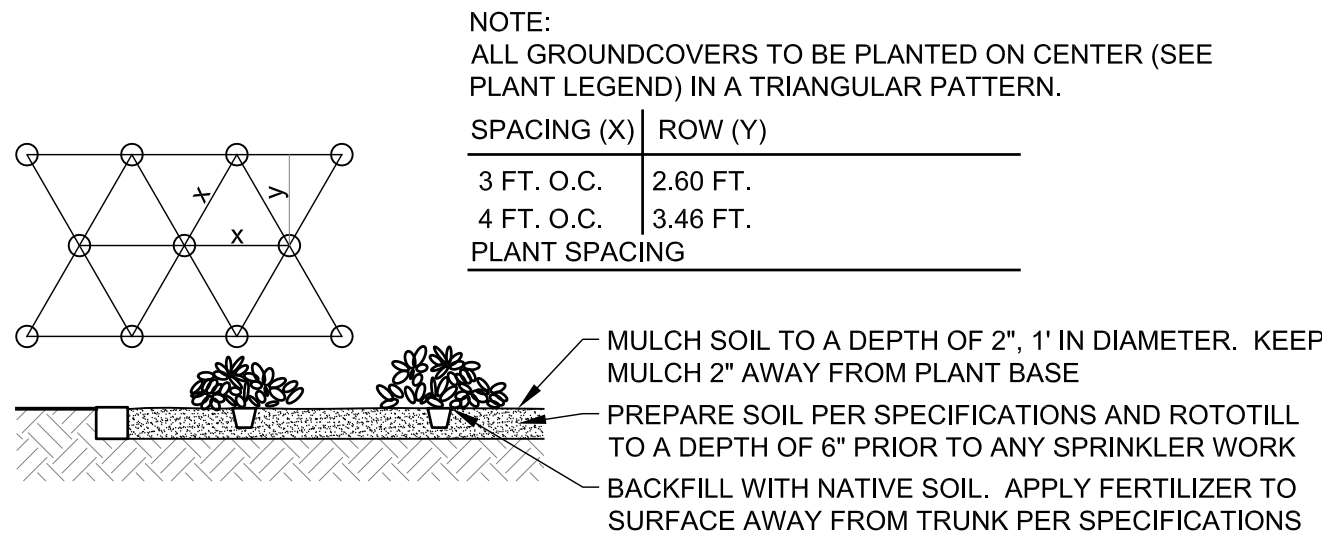 NOTE:
ALL GROUNDCOVERS TO BE PLANTED ON CENTER (SEE
PLANT LEGEND) IN A TRIANGULAR PATTERN.
SPACING (X) ROW (Y)
3 FT. O.C. 2.60 FT.
4 FT. O.C. 3.46 FT.
PLANT SPACING
x
y
x
MULCH SOIL TO A DEPTH OF 2", 1' IN DIAMETER. KEEP
MULCH 2" AWAY FROM PLANT BASE
PREPARE SOIL PER SPECIFICATIONS AND ROTOTILL
TO A DEPTH OF 6" PRIOR TO ANY SPRINKLER WORK
BACKFILL WITH NATIVE SOIL. APPLY FERTILIZER TO
SURFACE AWAY FROM TRUNK PER SPECIFICATIONS